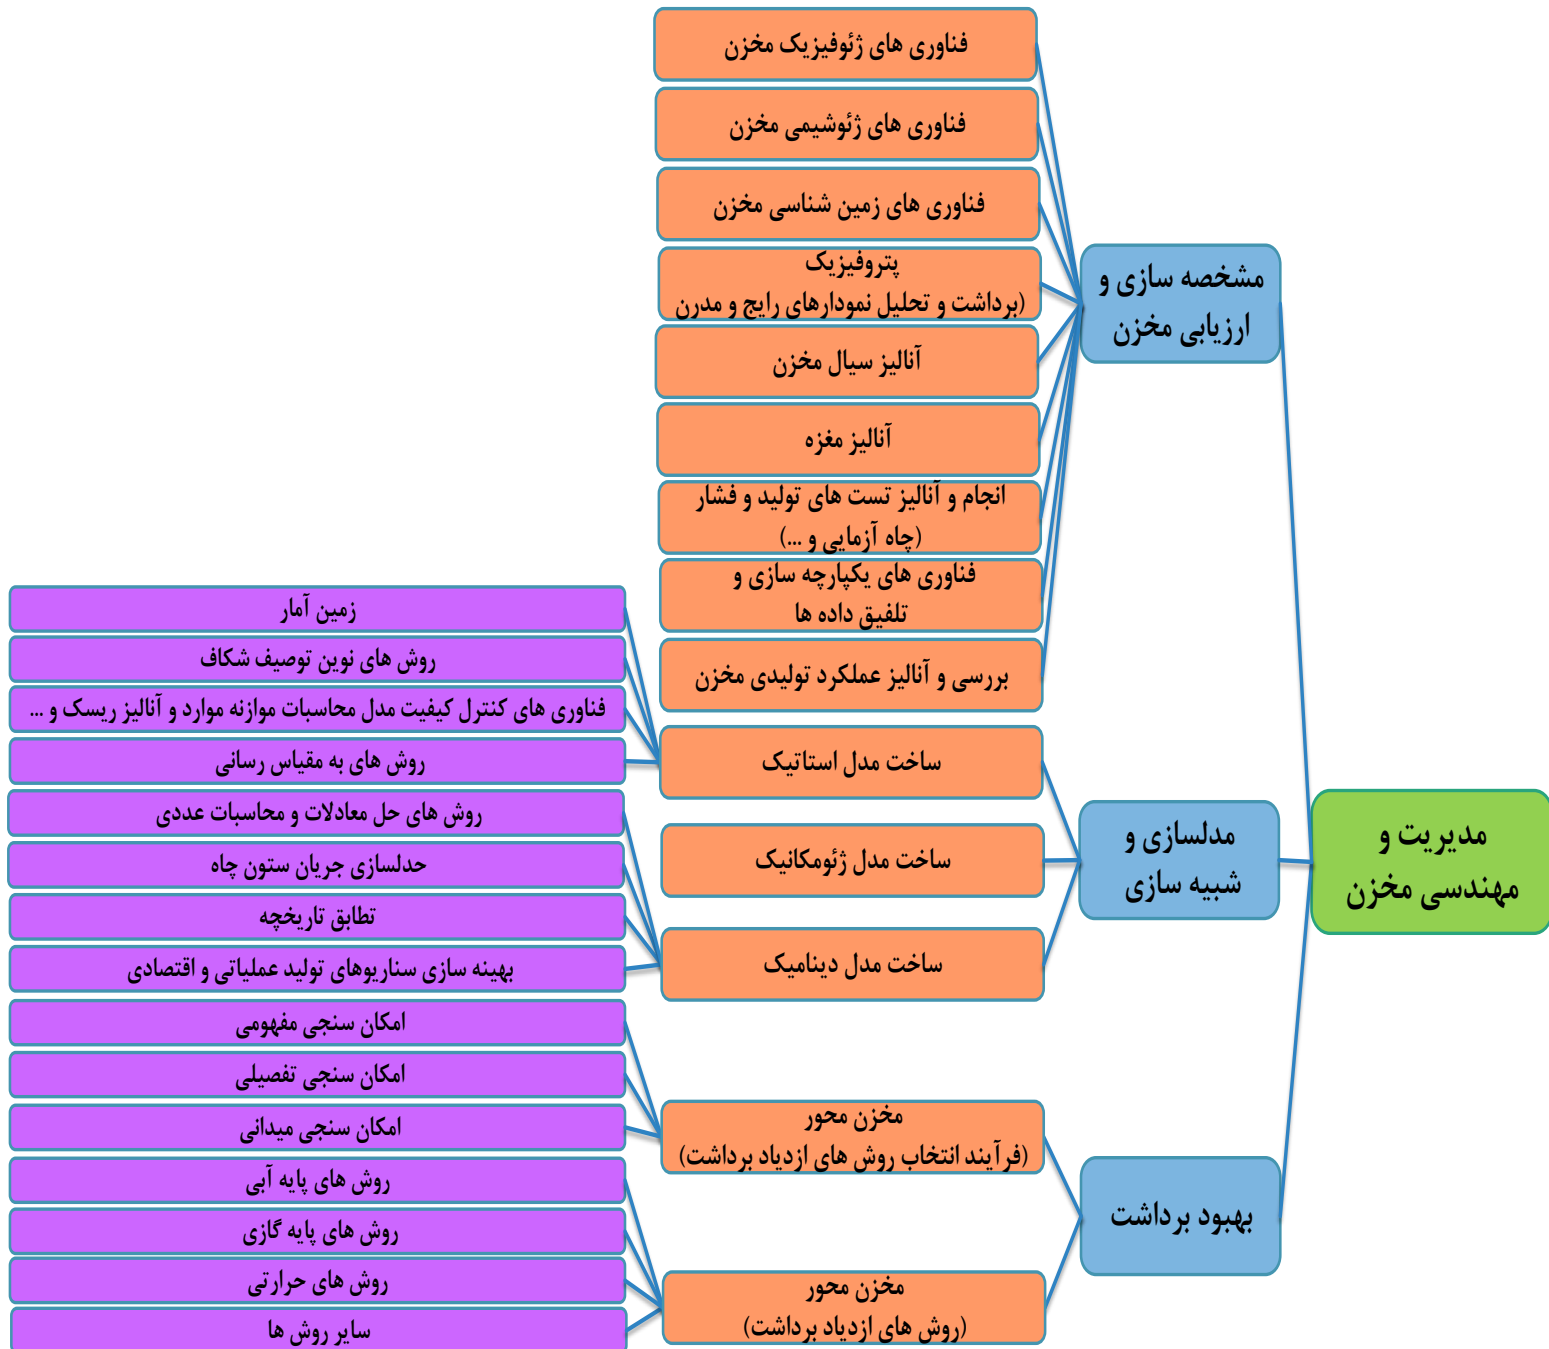 مدیریت و
مهندسی مخزن
مشخصه سازی و
ارزیابی مخزن
فناوری های ژئوفیزیک مخزن
فناوری های ژئوشیمی مخزن
فناوری های زمین شناسی مخزن
پتروفیزیک
(برداشت و تحلیل نمودارهای رایج و مدرن
آنالیز سیال مخزن
آنالیز مغزه
انجام و آنالیز تست های تولید و فشار
(چاه آزمایی و ...)
فناوری های یکپارچه سازی و
تلفیق داده ها
بررسی و آنالیز عملکرد تولیدی مخزن
مدلسازی و
شبیه سازی
ساخت مدل استاتیک
زمین آمار
روش های نوین توصیف شکاف
فناوری های کنترل کیفیت مدل محاسبات موازنه موارد و آنالیز ریسک و ...
روش های به مقیاس رسانی
ساخت مدل ژئومکانیک
ساخت مدل دینامیک
روش های حل معادلات و محاسبات عددی
حدلسازی جریان ستون چاه
تطابق تاریخچه
بهینه سازی سناریوهای تولید عملیاتی و اقتصادی
بهبود برداشت
مخزن محور
(فرآیند انتخاب روش های ازدیاد برداشت)
امکان سنجی مفهومی
امکان سنجی تفصیلی
امکان سنجی میدانی
مخزن محور
(روش های ازدیاد برداشت)
روش های پایه آبی
روش های پایه گازی
روش های حرارتی
سایر روش ها